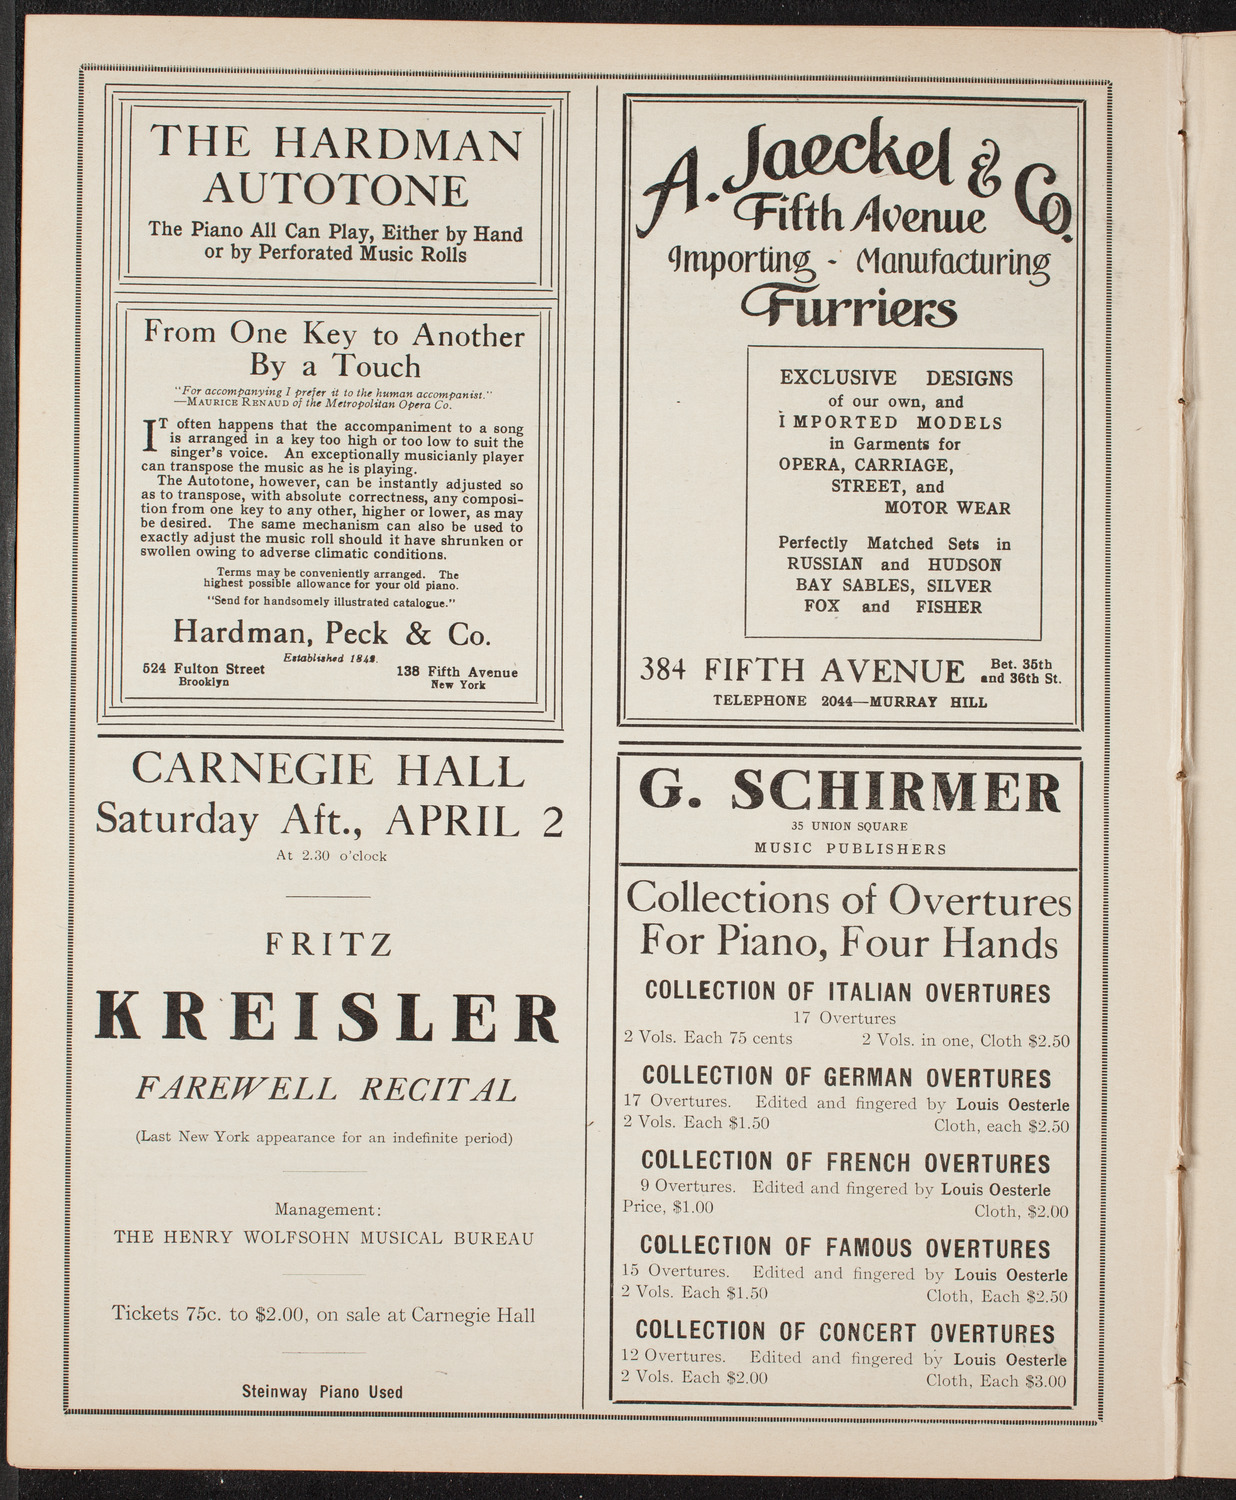 THE HARDMAN
AUTOTONE
The Piano All Can Play, Either by Hand
or by Perforated Music Rolls
From One Key to Another
By a Touch
"For accompanying I prefer it to the human accompanist."
—MAURICE RENAUD of the Metropolitan Opera Co.
IT often happens that the accompaniment to a song
is arranged in a key too high or too low to suit the
singer's voice. An exceptionally musicianly player
can transpose the music as he is playing.
The Autotone, however, can be instantly adjusted so
as to transpose, with absolute correctness, any composi-
tion from one key to any other, higher or lower, as may
be desired. The same mechanism can also be used to
exactly adjust the music roll should it have shrunken or
swollen owing to adverse climatic conditions.
Terms may be conveniently arranged. The
highest possible allowance for your old piano.
"Send for handsomely illustrated catalogue."
Hardman, Peck & Co.
Established 1842.
524 Fulton Street
Brooklyn
138 Fifth Avenue
New York
CARNEGIE HALL
Saturday Aft., APRIL 2
At 2.30 o'clock
FRITZ
KREISLER
FAREWELL RECITAL
(Last New York appearance for an indefinite period)
Management:
THE HENRY WOLFSOHN MUSICAL BUREAU
Tickets 75c. to $2.00, on sale at Carnegie Hall
Steinway Piano Used
A. Jaeckel & Co.
Fifth Avenue
Importing - Manufacturing
Furriers
EXCLUSIVE DESIGNS
of our own, and
IMPORTED MODELS
in Garments for
OPERA, CARRIAGE,
STREET, and
MOTOR WEAR
Perfectly Matched Sets in
RUSSIAN and HUDSON
BAY SABLES, SILVER
FOX and FISHER
384 FIFTH AVENUE Bet. 35th
and 36th St.
TELEPHONE 2044—MURRAY HILL
G. SCHIRMER
35 UNION SQUARE
MUSIC PUBLISHERS
Collections of Overtures
For Piano, Four Hands
COLLECTION OF ITALIAN OVERTURES
17 Overtures
2 Vols. Each 75 cents 2 Vols. in one, Cloth $2.50
COLLECTION OF GERMAN OVERTURES
17 Overtures. Edited and fingered by Louis Oesterle
2 Vols. Each $1.50 Cloth, each $2.50
COLLECTION OF FRENCH OVERTURES
9 Overtures. Edited and fingered by Louis Oesterle
Price, $1.00 Cloth, $2.00
COLLECTION OF FAMOUS OVERTURES
15 Overtures. Edited and fingered by Louis Oesterle
2 Vols. Each $1.50 Cloth, Each $2.50
COLLECTION OF CONCERT OVERTURES
12 Overtures. Edited and fingered by Louis Oesterle
2 Vols. Each $2.00 Cloth, Each $3.00